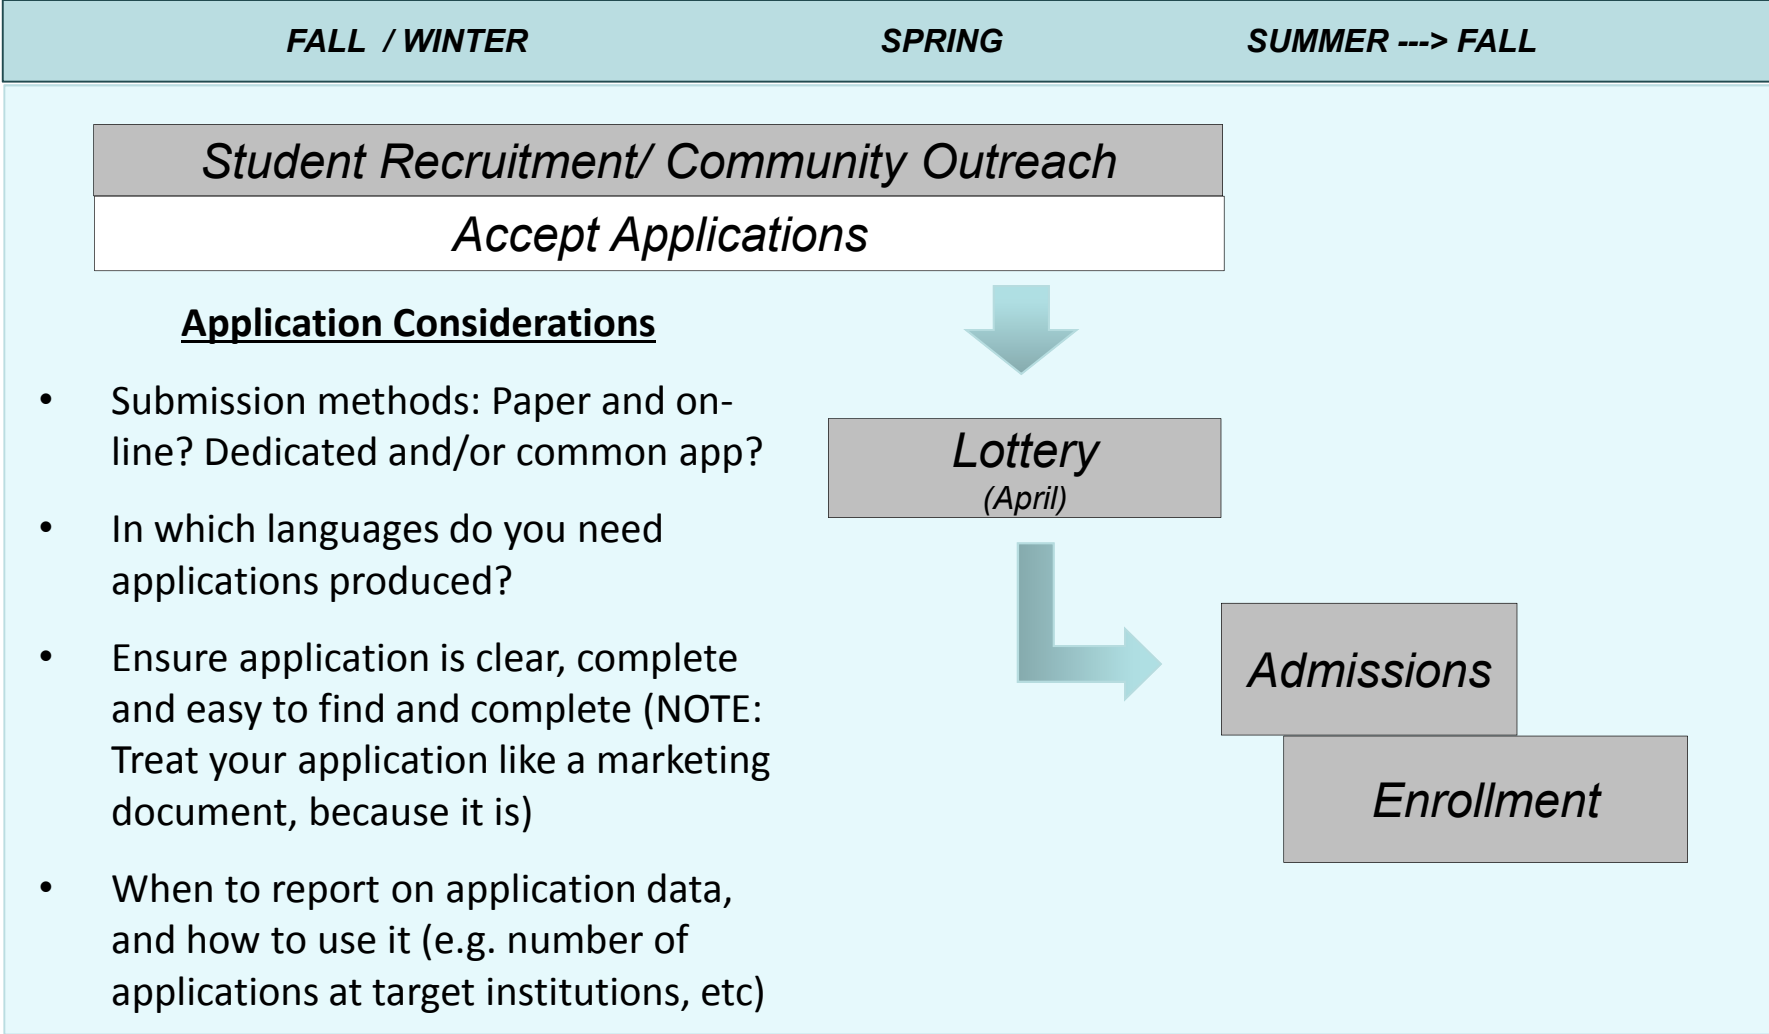 FALL / WINTER
SPRING
SUMMER ---> FALL
Student Recruitment/ Community Outreach
Accept Applications
Application Considerations
• Submission methods: Paper and on-
line? Dedicated and/or common app?
• In which languages do you need
applications produced?
• Ensure application is clear, complete
and easy to find and complete (NOTE:
Treat your application like a marketing
document, because it is)
• When to report on application data,
and how to use it (e.g. number of
applications at target institutions, etc)
Lottery
(April)
Admissions
Enrollment